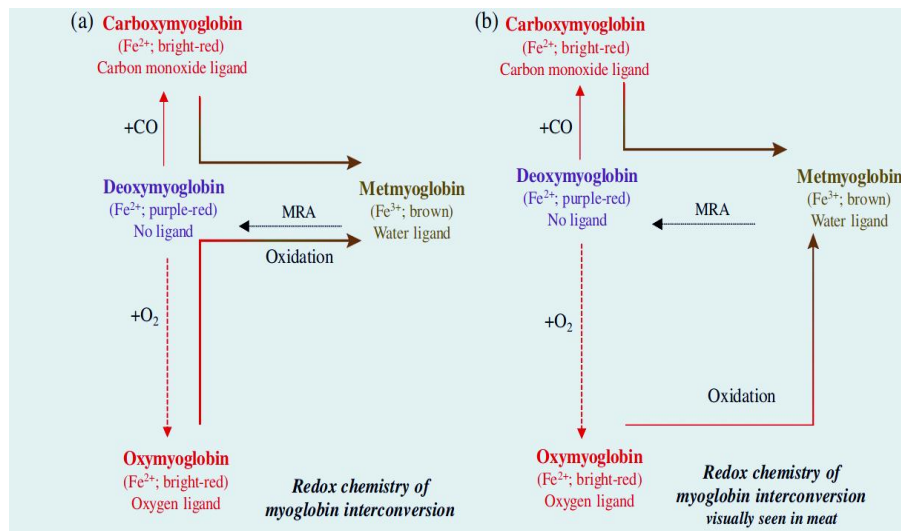 (a)
Carboxymyoglobin
(Fe²⁺; bright-red)
Carbon monoxide ligand
+CO
Deoxymyoglobin
(Fe²⁺; purple-red)
No ligand
MRA
Metmyoglobin
(Fe³⁺; brown)
Water ligand
Oxidation
+O₂
Oxymyoglobin
(Fe²⁺; bright-red)
Oxygen ligand
Redox chemistry of
myoglobin interconversion
(b)
Carboxymyoglobin
(Fe²⁺; bright-red)
Carbon monoxide ligand
+CO
Deoxymyoglobin
(Fe²⁺; purple-red)
No ligand
MRA
Metmyoglobin
(Fe³⁺; brown)
Water ligand
+O₂
Oxidation
Oxymyoglobin
(Fe²⁺; bright-red)
Oxygen ligand
Redox chemistry of
myoglobin interconversion
visually seen in meat